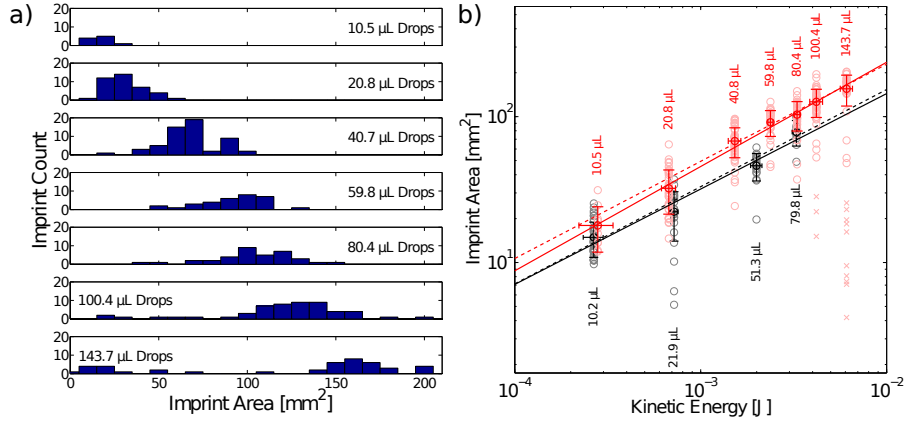 a)
Imprint Count
20
10
0
10.5 µL Drops
20
10
0
20.8 µL Drops
20
10
0
40.7 µL Drops
20
10
0
59.8 µL Drops
20
10
0
80.4 µL Drops
20
10
0
100.4 µL Drops
20
10
0
143.7 µL Drops
0 50 100 150 200
Imprint Area [mm²]
b)
Imprint Area [mm²]
10²
10¹
10.5 µL
20.8 µL
40.8 µL
59.8 µL
80.4 µL
100.4 µL
143.7 µL
10.2 µL
21.9 µL
51.3 µL
79.8 µL
10⁻⁴ 10⁻³ 10⁻²
Kinetic Energy [J]